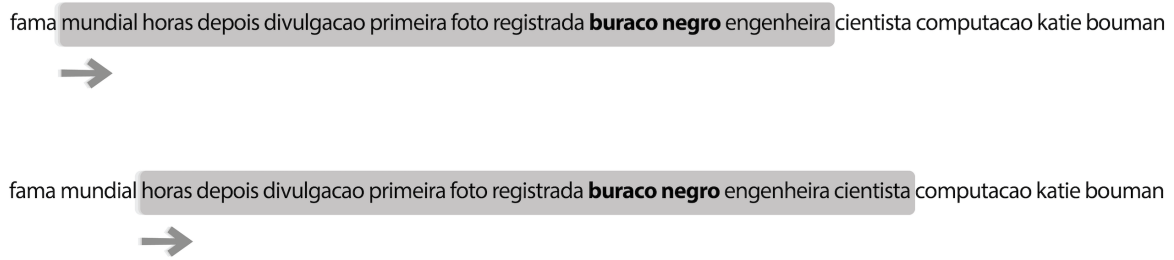 fama mundial horas depois divulgacao primeira foto registrada buraco negro engenheira cientista computacao katie bouman
fama mundial horas depois divulgacao primeira foto registrada buraco negro engenheira cientista computacao katie bouman